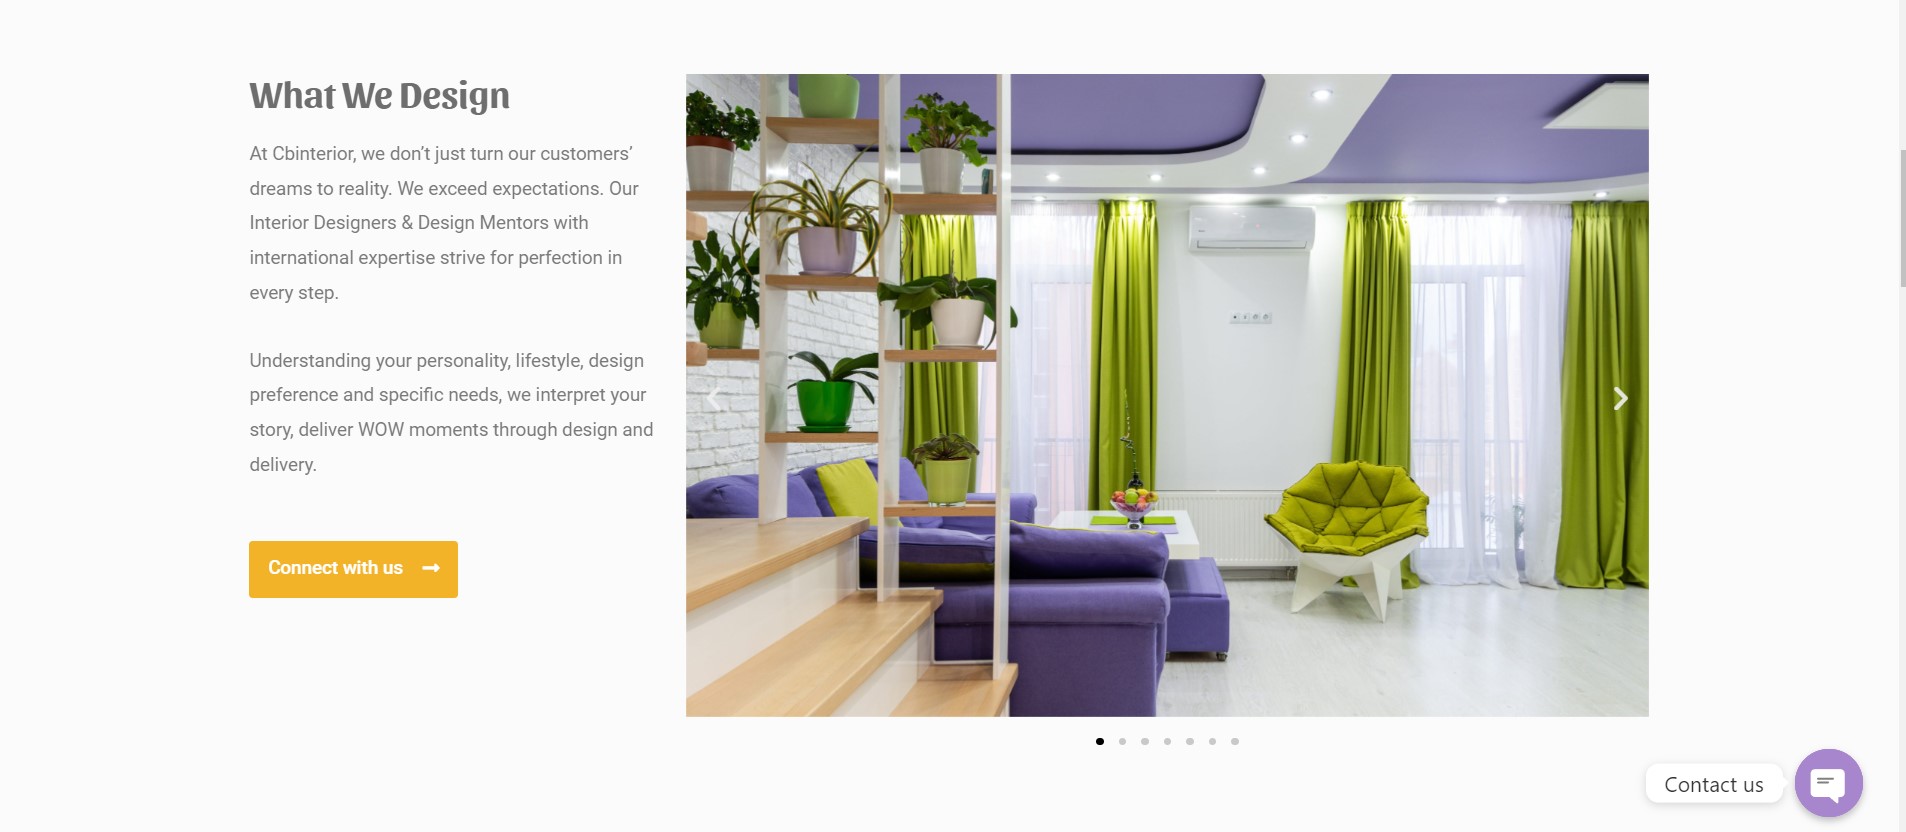 What We Design
At Cbinterior, we don’t just turn our customers’
dreams to reality. We exceed expectations. Our
Interior Designers & Design Mentors with
international expertise strive for perfection in
every step.
Understanding your personality, lifestyle, design
preference and specific needs, we interpret your
story, deliver WOW moments through design and
delivery.
Connect with us
Contact us